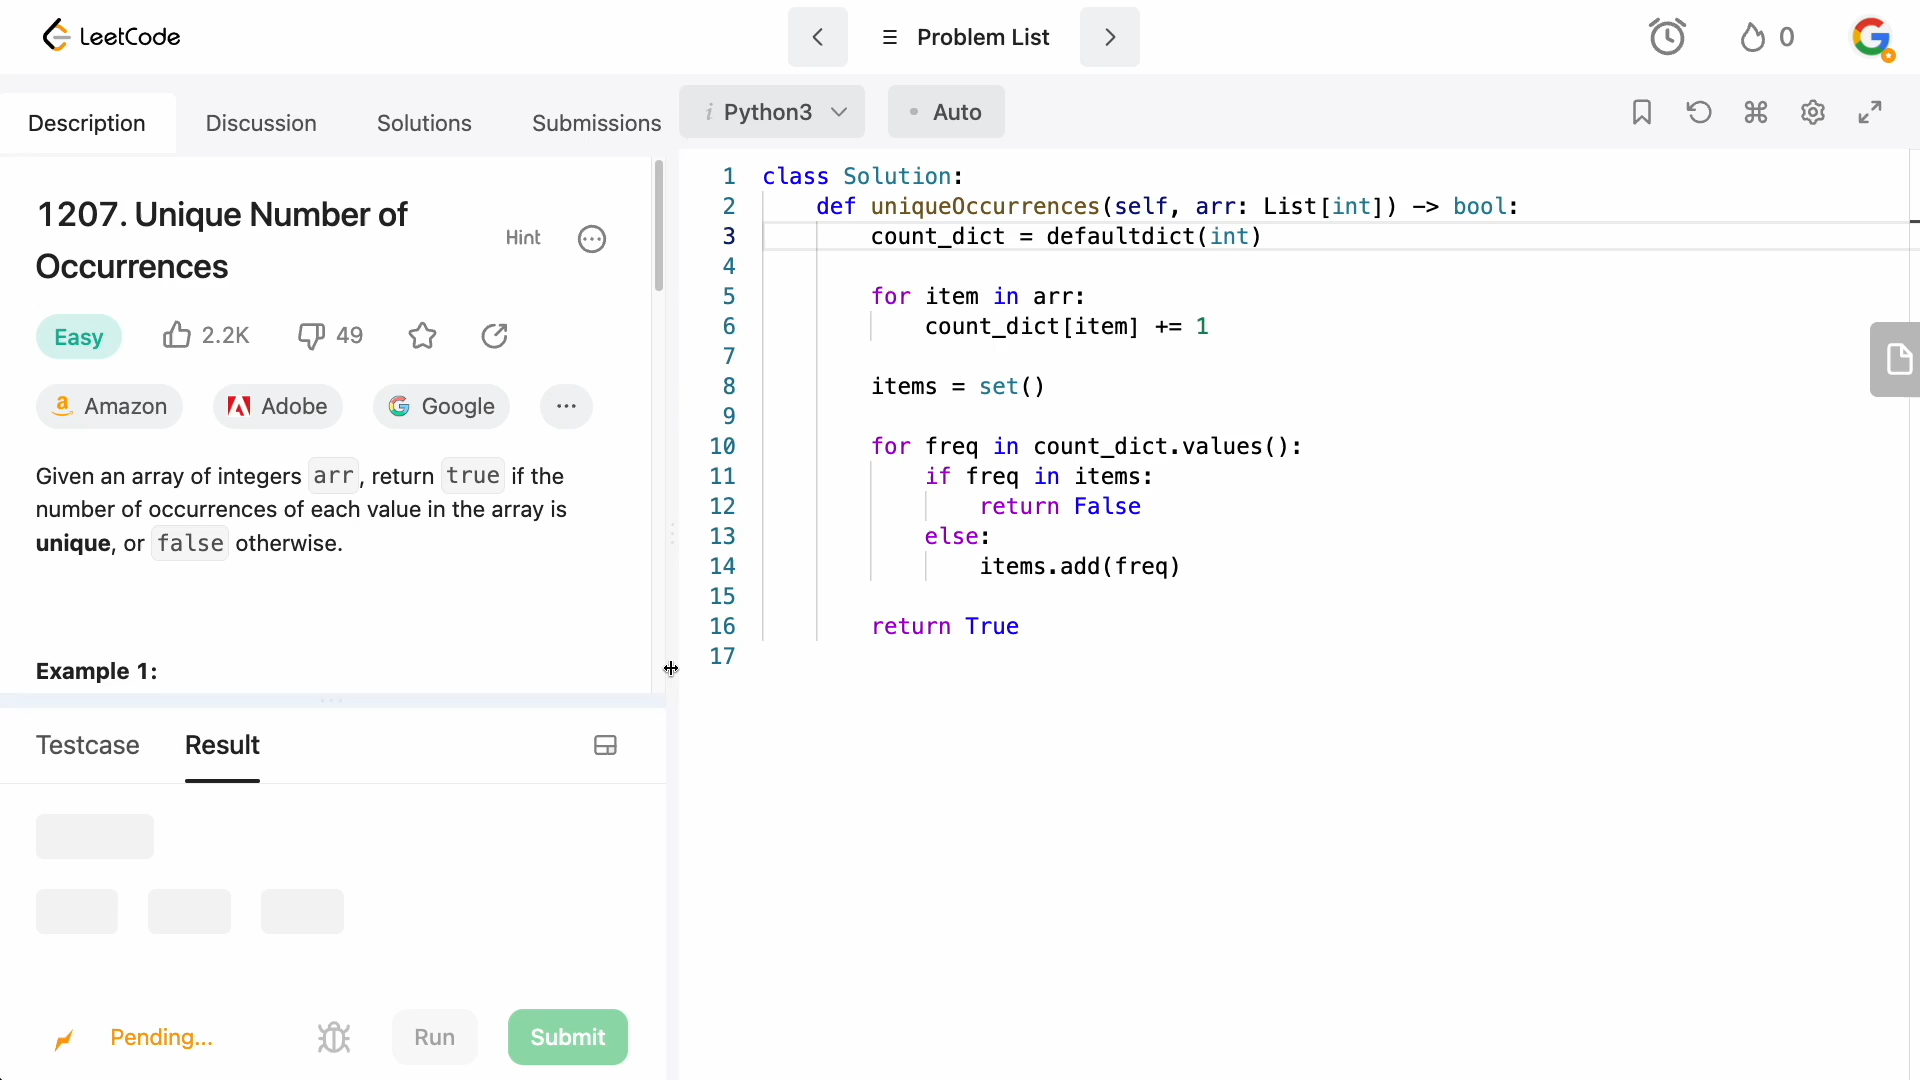 LeetCode
Problem List
0
Description
Discussion
Solutions
Submissions
i Python3
Auto
1207. Unique Number of
Occurrences
Hint
Easy
2.2K
49
Amazon
Adobe
Google
...
Given an array of integers arr, return true if the
number of occurrences of each value in the array is
unique, or false otherwise.
Example 1:
Testcase
Result
Pending...
Run
Submit
1 class Solution:
2     def uniqueOccurrences(self, arr: List[int]) -> bool:
3         count_dict = defaultdict(int)
4
5         for item in arr:
6             count_dict[item] += 1
7
8         items = set()
9
10         for freq in count_dict.values():
11             if freq in items:
12                 return False
13             else:
14                 items.add(freq)
15
16         return True
17